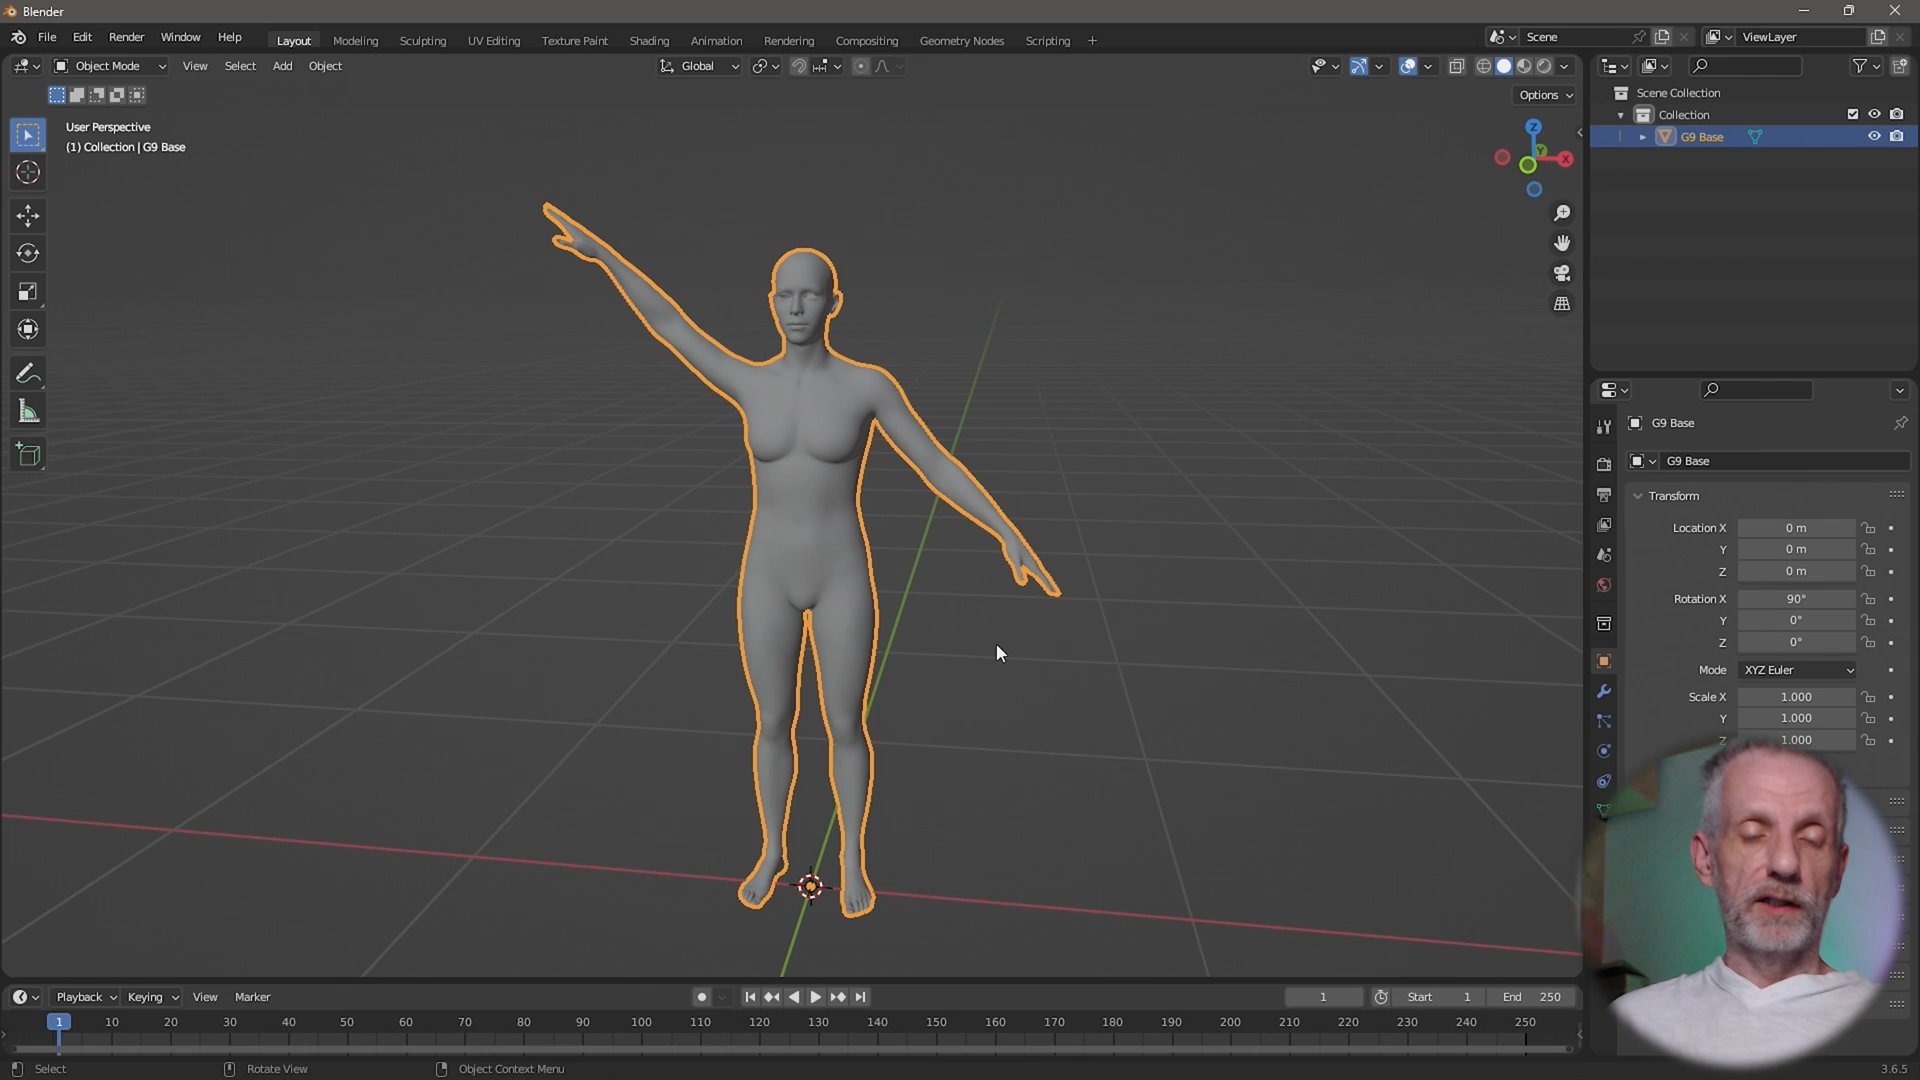 Blender
File Edit Render Window Help Layout Modeling Sculpting UV Editing Texture Paint Shading Animation Rendering Compositing Geometry Nodes Scripting + Scene ViewLayer
Object Mode View Select Add Object Global
Options
User Perspective
(1) Collection | G9 Base
Z
Y
X
Scene Collection
Collection
G9 Base
G9 Base
G9 Base
Transform
Location X 0 m
Y 0 m
Z 0 m
Rotation X 90°
Y 0°
Z 0°
Mode XYZ Euler
Scale X 1.000
Y 1.000
Z 1.000
Playback Keying View Marker 1 Start 1 End 250
1 10 20 30 40 50 60 70 80 90 100 110 120 130 140 150 160 170 180 190 200 210 220 230 240 250
Select Rotate View Object Context Menu 3.6.5